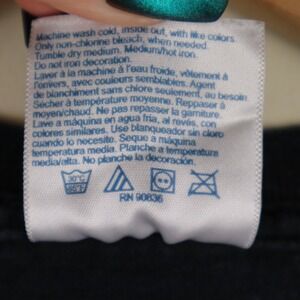 Machine wash cold, inside out, with like colors.
Only non-chlorine bleach, when needed.
Tumble dry medium. Medium/hot iron.
Do not iron decoration.
Laver à la machine à l'eau froide, vêtement à
l'envers, avec couleurs semblables. Agent
de blanchiment sans chlore seulement, au besoin
Sécher à température moyenne. Repasser à
moyen/chaud. Ne pas repasser la garniture.
Lavar a máquina en agua fría, al revés, con
colores similares. Use blanqueador sin cloro
cuando lo necesite. Seque a máquina
temperatura media. Planche a temperatura
media/alta. No planche la decoración.
30°C
RN 90836